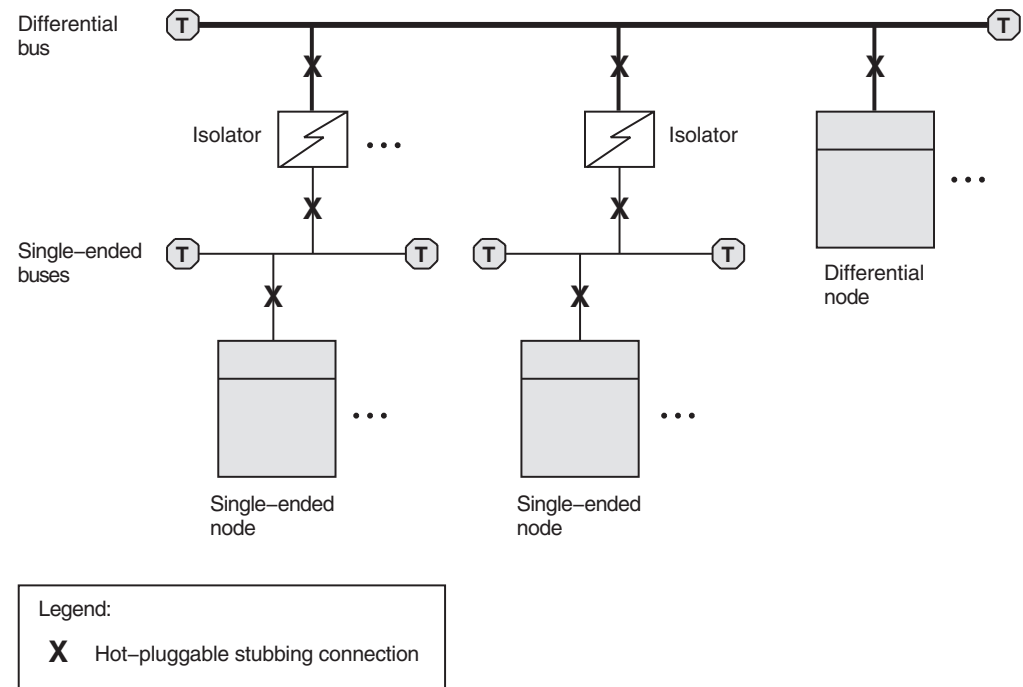 Differential
bus
T
T
X
X
X
Isolator
...
Isolator
...
X
X
Single–ended
buses
T
T
T
T
Differential
node
X
X
...
...
Single–ended
node
Single–ended
node
Legend:
X Hot–pluggable stubbing connection